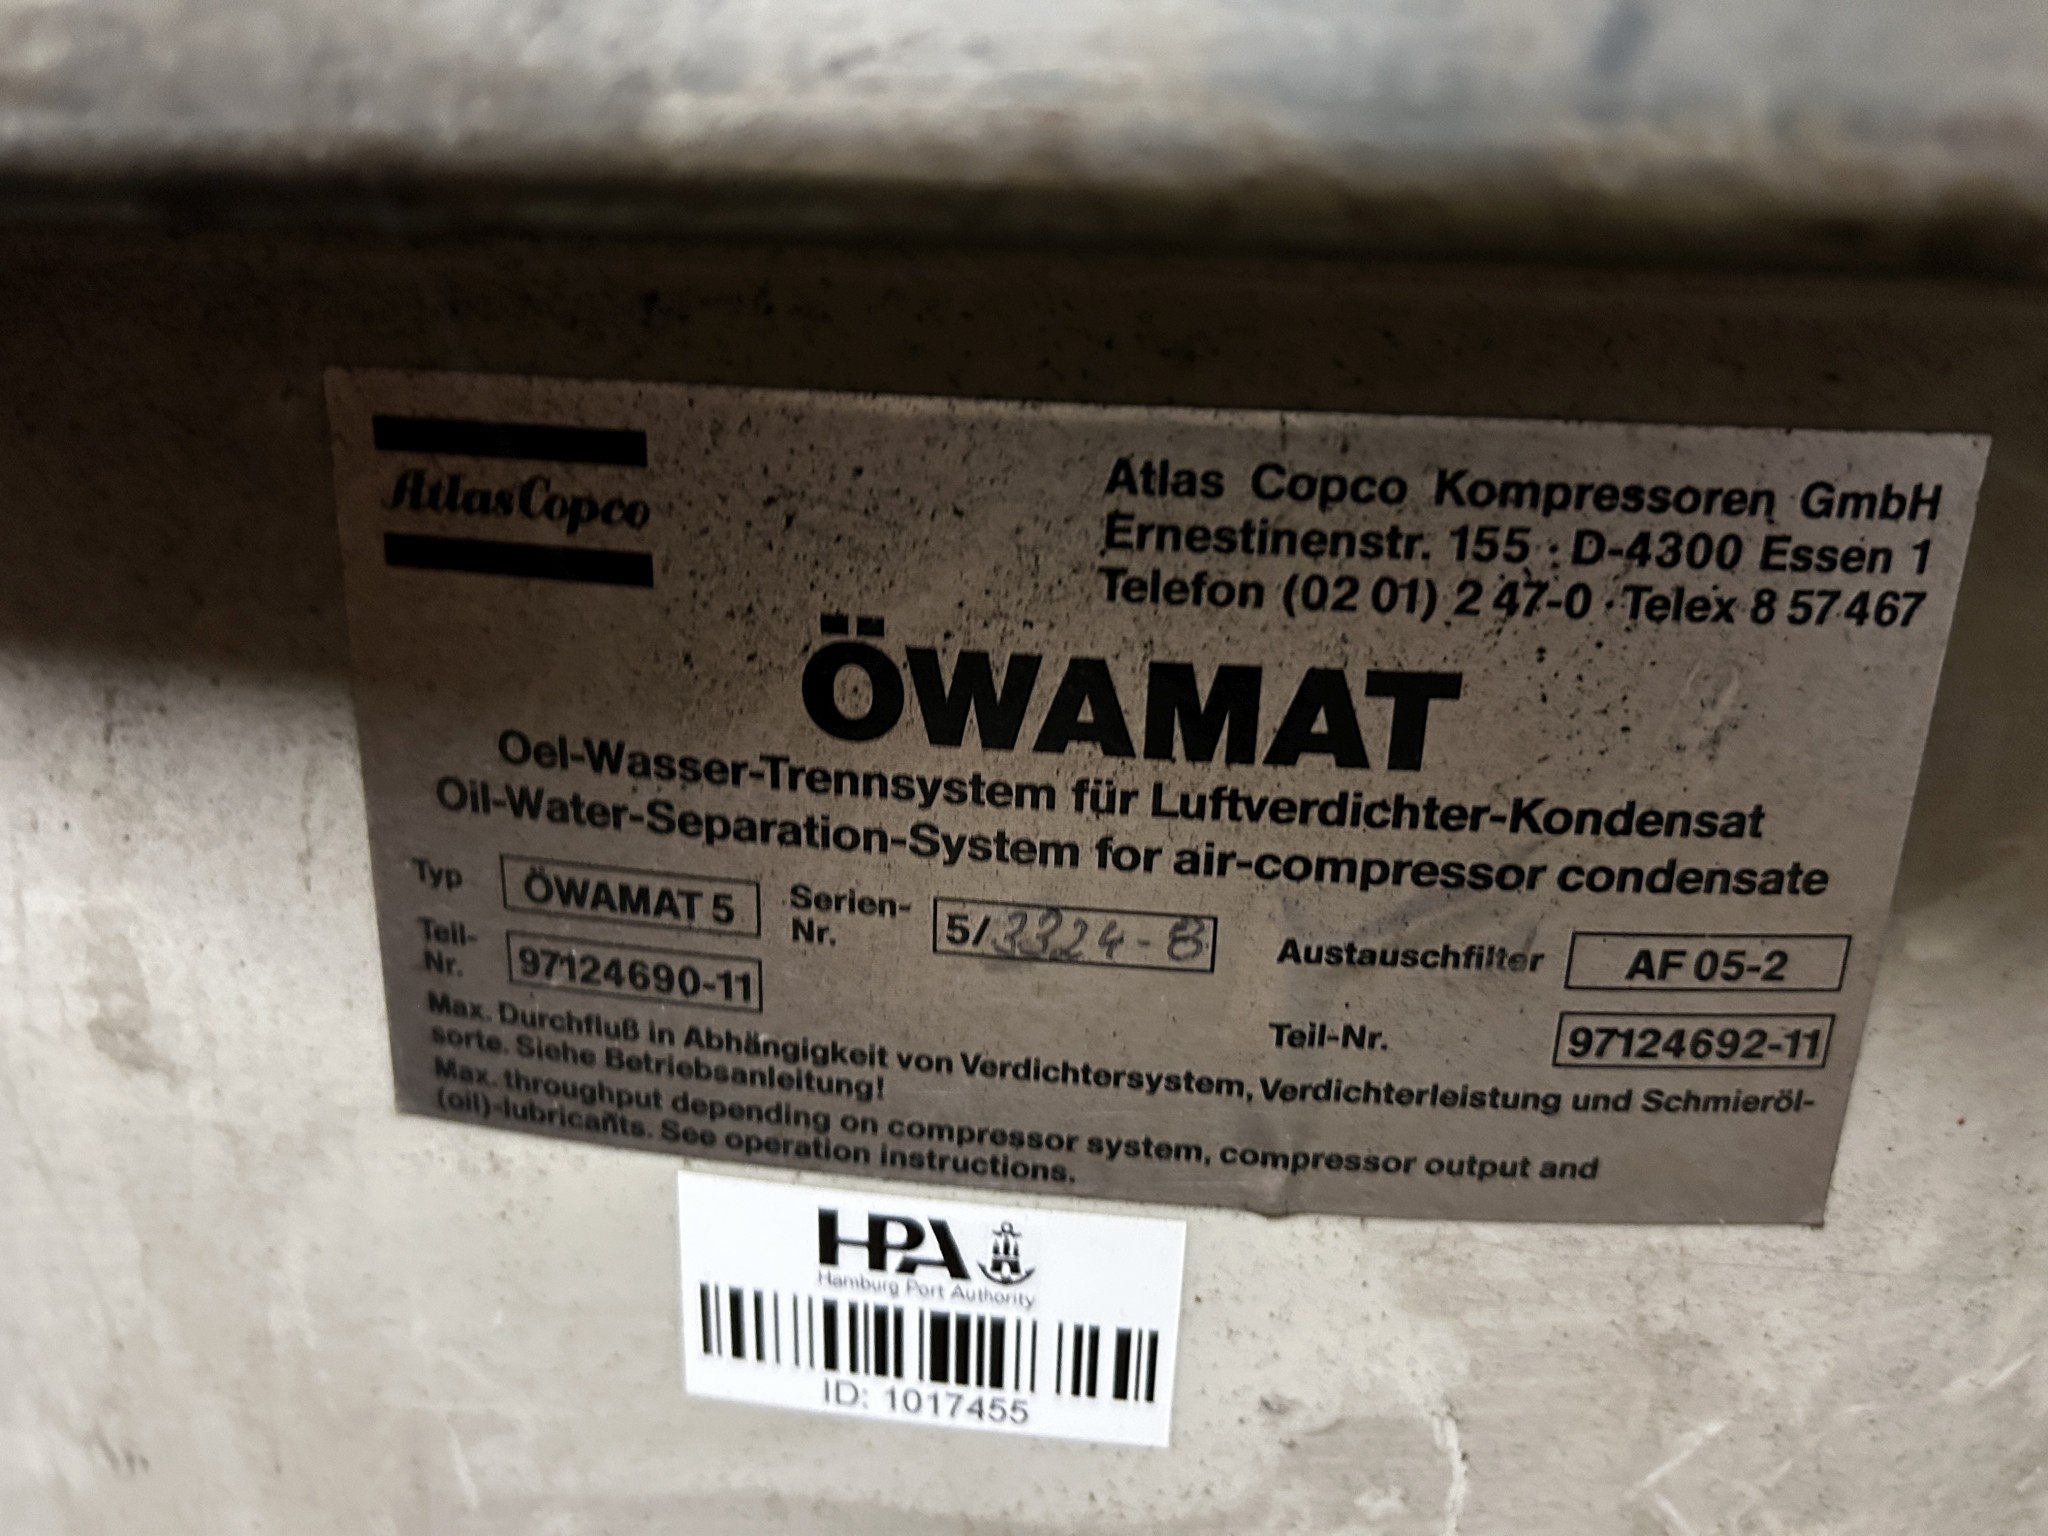 Atlas Copco
Atlas Copco Kompressoren GmbH
Ernestinenstr. 155 · D-4300 Essen 1
Telefon (02 01) 2 47-0 · Telex 8 57 467
ÖWAMAT
Oel-Wasser-Trennsystem für Luftverdichter-Kondensat
Oil-Water-Separation-System for air-compressor condensate
Typ ÖWAMAT 5 Serien-Nr. 5/3324-B Austauschfilter AF 05-2
Teil-Nr. 97124690-11 Teil-Nr. 97124692-11
Max. Durchfluß in Abhängigkeit von Verdichtersystem, Verdichterleistung und Schmieröl-
sorte. Siehe Betriebsanleitung!
Max. throughput depending on compressor system, compressor output and
(oil)-lubricants. See operation instructions.
HPA
Hamburg Port Authority
ID: 1017455